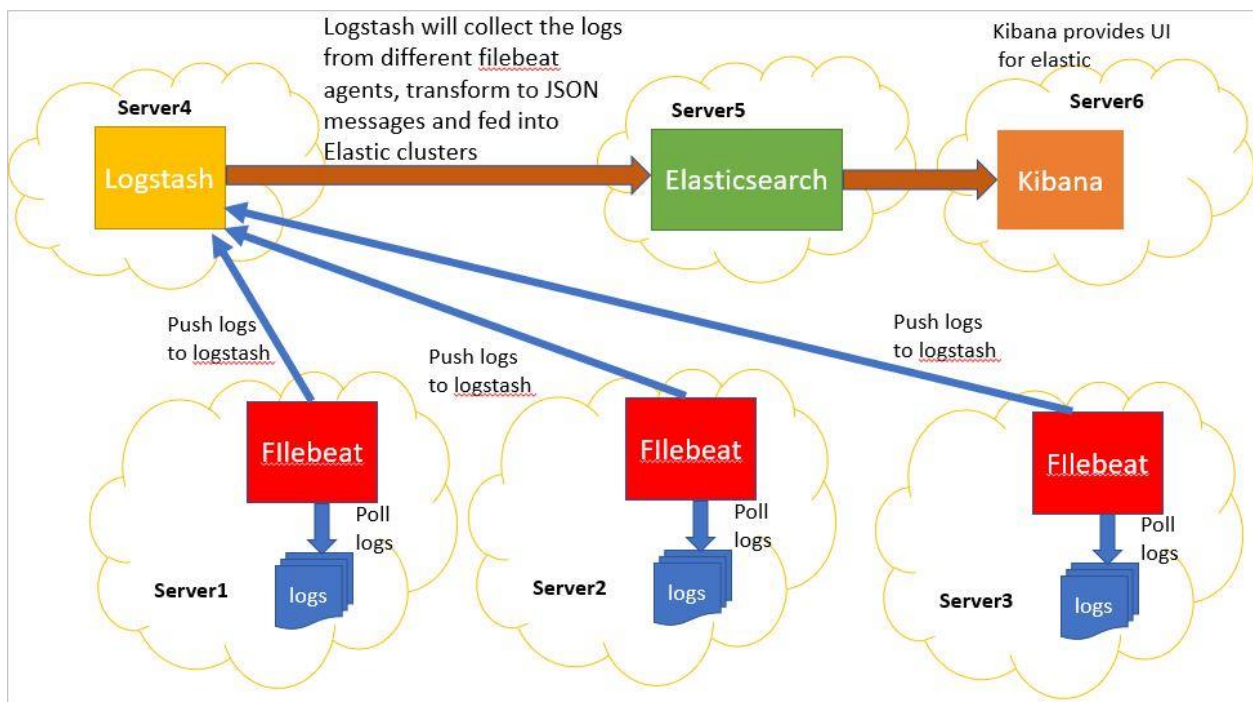 Logstash will collect the logs
from different filebeat
agents, transform to JSON
messages and fed into
Elastic clusters
Kibana provides UI
for elastic
Server4
Logstash
Server5
Elasticsearch
Server6
Kibana
Push logs
to logstash
Push logs
to logstash
Push logs
to logstash
FIlebeat
Poll
logs
logs
Server1
FIlebeat
Poll
logs
logs
Server2
FIlebeat
Poll
logs
logs
Server3